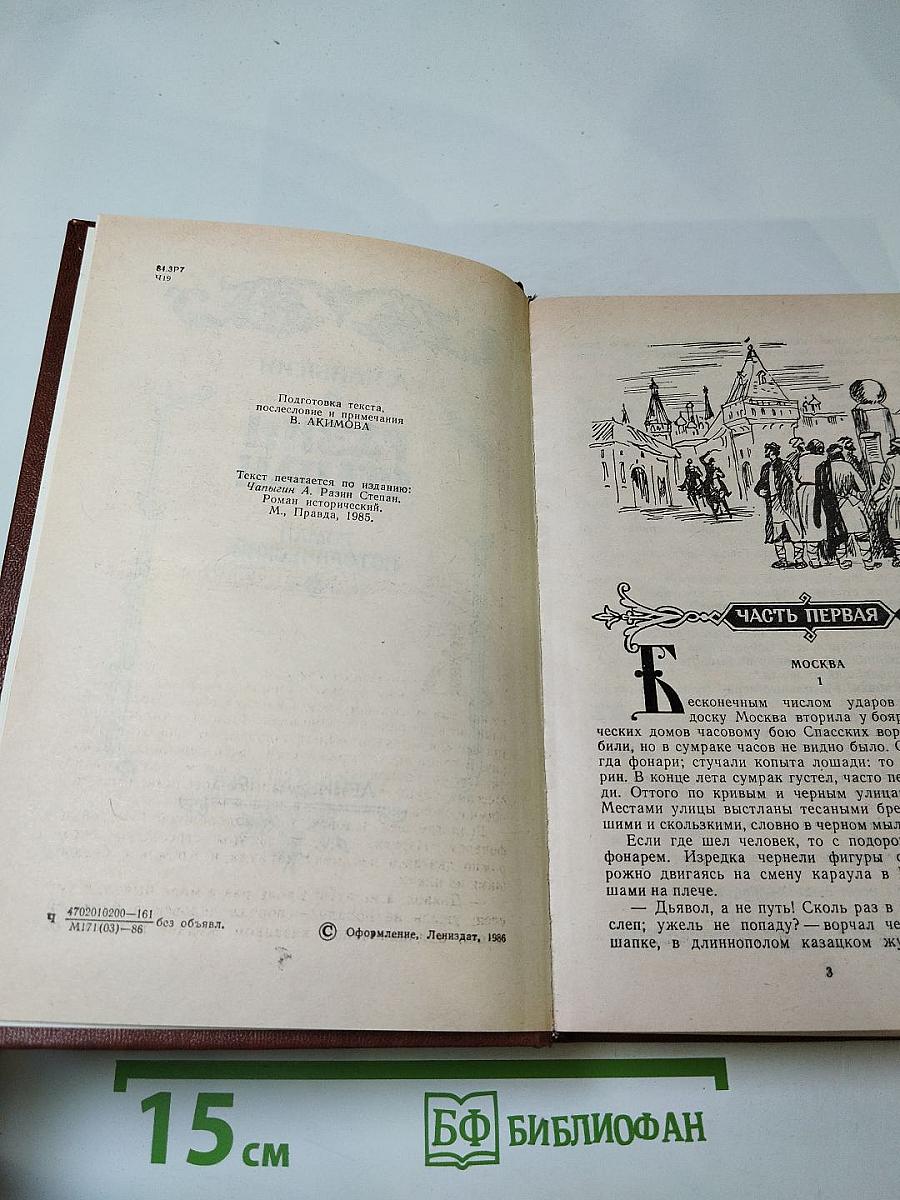 84.3Р7
Ч19
Подготовка текста,
послесловие и примечания
В. АКИМОВА
Текст печатается по изданию:
Чапыгин А. Разин Степан.
Роман исторический.
М., Правда, 1985.
Ч 4702010200—161
М171(03)—86 без объявл.
© Оформление, Лениздат, 1986
ЧАСТЬ ПЕРВАЯ
МОСКВА
1
Бесконечным числом ударов
доску Москва вторила у бояр
ческих домов часовому бою Спасских вор
били, но в сумраке часов не видно было. С
гда фонари; стучали копыта лошади: то
рин. В конце лета сумрак густел, часто пе
ди. Оттого по кривым и черным улица
Местами улицы выстланы тесаными бре
шими и скользкими, словно в черном мыл
Если где шел человек, то с подоро
фонарем. Изредка чернели фигуры с
рожно двигаясь на смену караула в
шами на плече.
— Дьявол, а не путь! Сколь раз в
слеп; ужель не попаду? — ворчал че
шапке, в длиннополом казацком жу
3
15 см
БФ БИБЛИОФАН